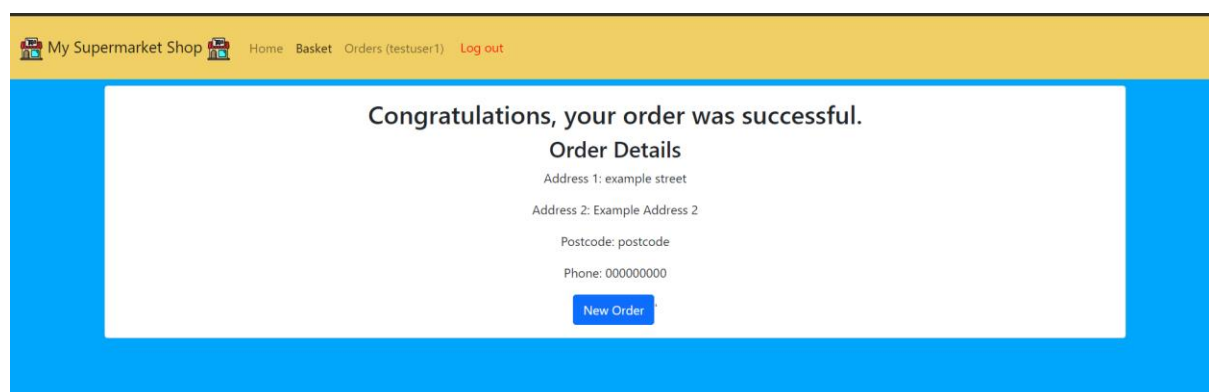 My Supermarket Shop Home Basket Orders (testuser1) Log out
Congratulations, your order was successful.
Order Details
Address 1: example street
Address 2: Example Address 2
Postcode: postcode
Phone: 000000000
New Order